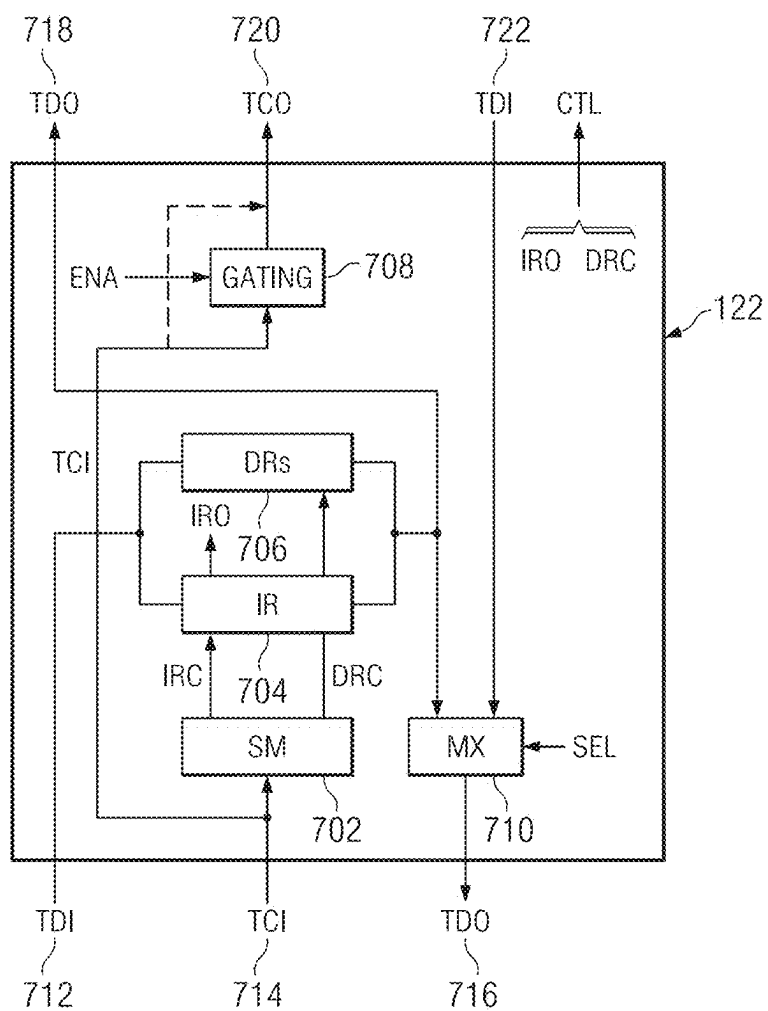 718 720 722
TDO TCO TDI CTL
IRO DRC
ENA GATING 708
122
TCI DRs
IRO 706
IR
IRC 704 DRC
SM MX SEL
702 710
TDI TCI TDO
712 714 716